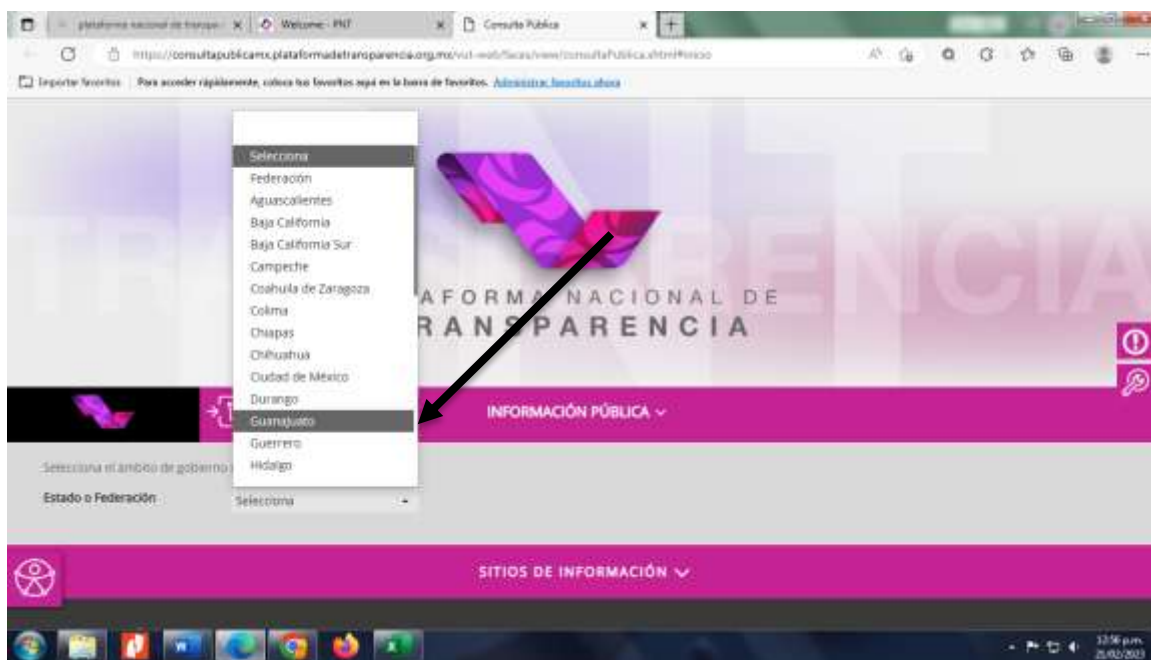 plataforma nacional de transpa
Welcome - PNT
Consulta Pública
https://consultapublicamx.plataformadetransparencia.org.mx/vut-web/faces/view/consultaPublica.xhtml#inicio
Importar favoritos
Para acceder rápidamente, coloca tus favoritos aquí en la barra de favoritos. Administrar favoritos ahora
Selecciona
Federación
Aguascalientes
Baja California
Baja California Sur
Campeche
Coahuila de Zaragoza
Colima
Chiapas
Chihuahua
Ciudad de México
Durango
Guanajuato
Guerrero
Hidalgo
AFORMA NACIONAL DE
RANSPARENCIA
INFORMACIÓN PÚBLICA
Selecciona el ámbito de gobierno
Estado o Federación
Selecciona
SITIOS DE INFORMACIÓN
12:56 p.m.
21/02/2023